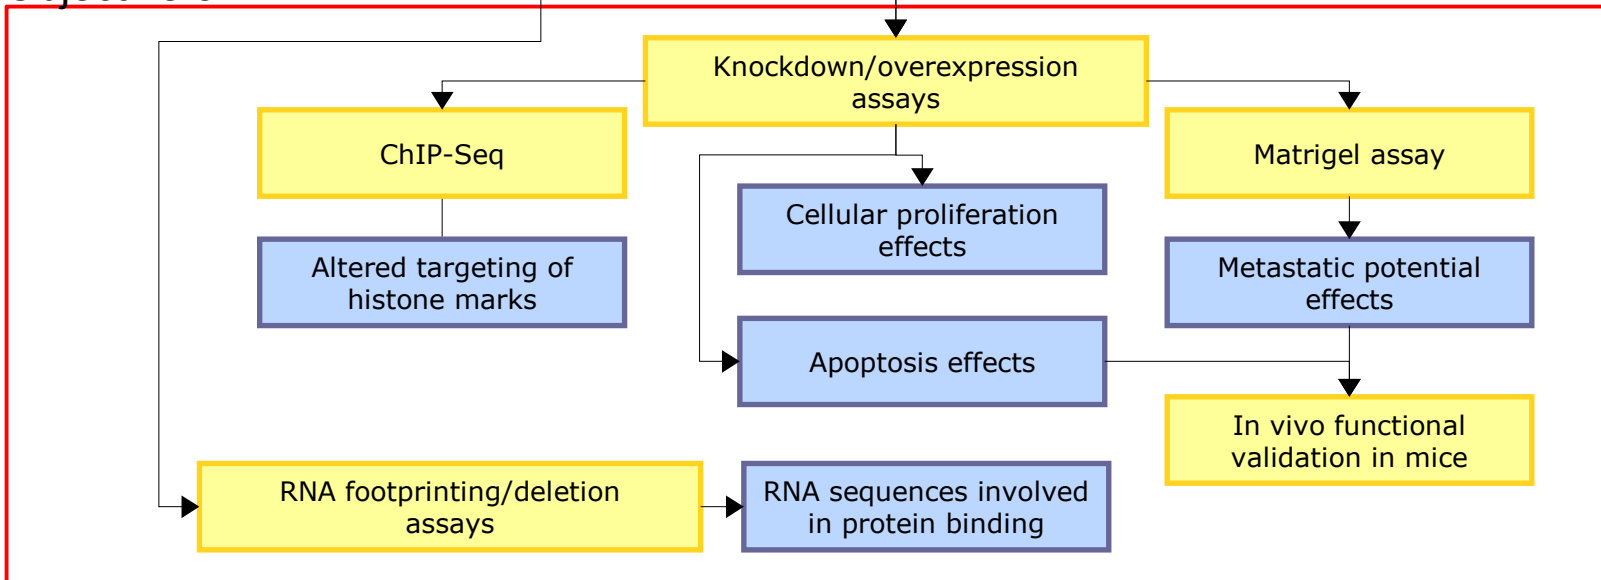 Knockdown/overexpression
assays
ChIP-Seq
Matrigel assay
Cellular proliferation
effects
Altered targeting of
histone marks
Metastatic potential
effects
Apoptosis effects
In vivo functional
validation in mice
RNA footprinting/deletion
assays
RNA sequences involved
in protein binding